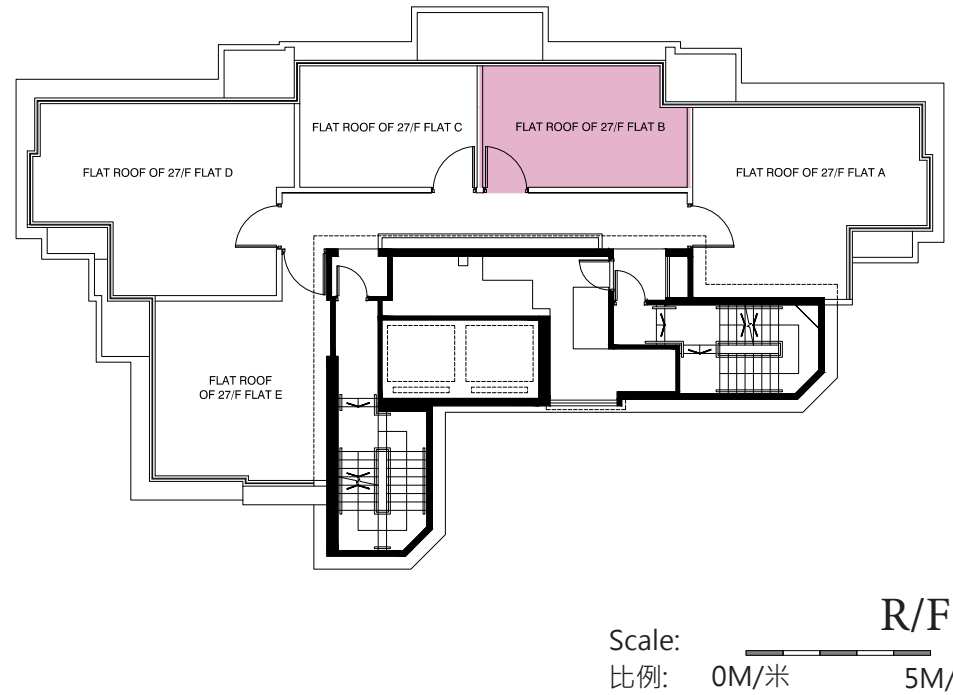 FLAT ROOF OF 27/F FLAT C
FLAT ROOF OF 27/F FLAT B
FLAT ROOF OF 27/F FLAT D
FLAT ROOF OF 27/F FLAT A
FLAT ROOF
OF 27/F FLAT E
R/F
Scale:
比例: 0M/米 5M/